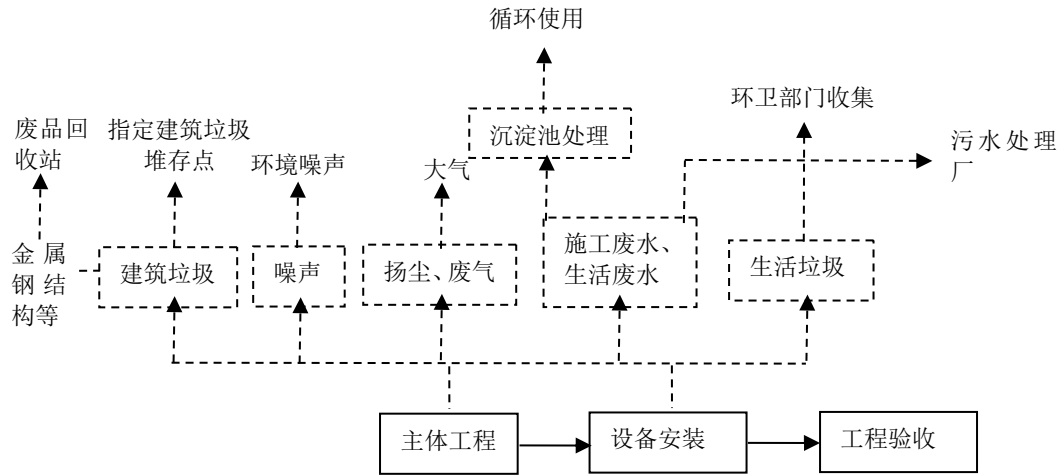 循环使用
环卫部门收集
沉淀池处理
废品回
收站
指定建筑垃圾
堆存点
环境噪声
大气
污水处理
厂
金属
钢结
构等
建筑垃圾
噪声
扬尘、废气
施工废水、
生活废水
生活垃圾
主体工程
设备安装
工程验收